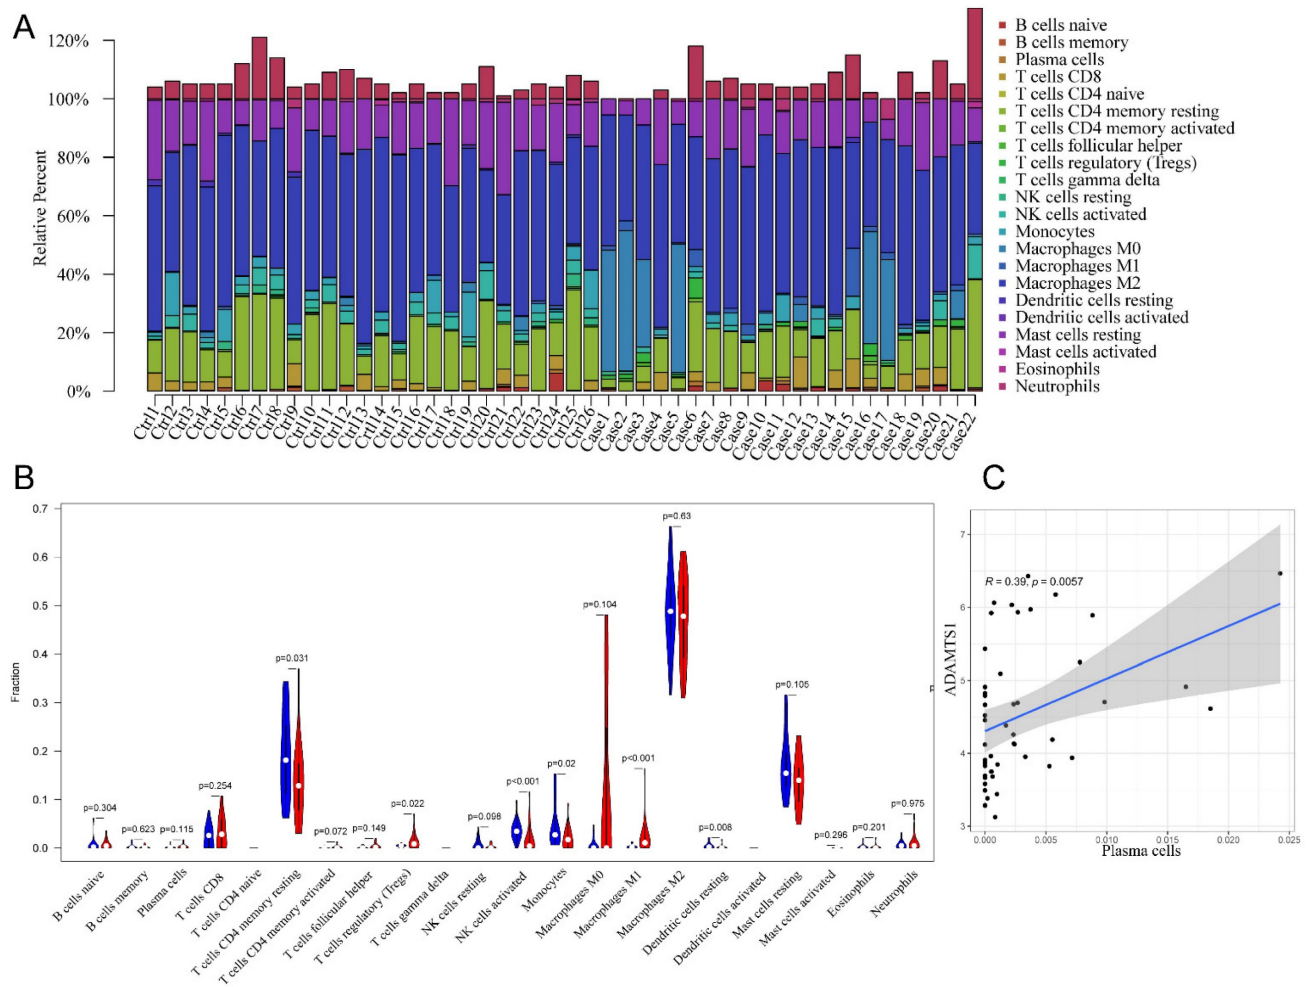 A
120%
100%
80%
60%
40%
20%
0%
Relative Percent
Ctrl1
Ctrl2
Ctrl3
Ctrl4
Ctrl5
Ctrl6
Ctrl7
Ctrl8
Ctrl9
Ctrl10
Ctrl11
Ctrl12
Ctrl13
Ctrl14
Ctrl15
Ctrl16
Ctrl17
Ctrl18
Ctrl19
Ctrl20
Ctrl21
Ctrl22
Ctrl23
Ctrl24
Ctrl25
Ctrl26
Case1
Case2
Case3
Case4
Case5
Case6
Case7
Case8
Case9
Case10
Case11
Case12
Case13
Case14
Case15
Case16
Case17
Case18
Case19
Case20
Case21
Case22
B cells naive
B cells memory
Plasma cells
T cells CD8
T cells CD4 naive
T cells CD4 memory resting
T cells CD4 memory activated
T cells follicular helper
T cells regulatory (Tregs)
T cells gamma delta
NK cells resting
NK cells activated
Monocytes
Macrophages M0
Macrophages M1
Macrophages M2
Dendritic cells resting
Dendritic cells activated
Mast cells resting
Mast cells activated
Eosinophils
Neutrophils
B
0.7
0.6
0.5
0.4
0.3
0.2
0.1
0.0
Fraction
p=0.304
p=0.623
p=0.115
p=0.254
p=0.031
p=0.072
p=0.149
p=0.022
p=0.098
p<0.001
p=0.02
p=0.104
p<0.001
p=0.63
p=0.008
p=0.105
p=0.296
p=0.201
p=0.975
p
B cells naive
B cells memory
Plasma cells
T cells CD8
T cells CD4 naive
T cells CD4 memory resting
T cells CD4 memory activated
T cells follicular helper
T cells regulatory (Tregs)
T cells gamma delta
NK cells resting
NK cells activated
Monocytes
Macrophages M0
Macrophages M1
Macrophages M2
Dendritic cells resting
Dendritic cells activated
Mast cells resting
Mast cells activated
Eosinophils
Neutrophils
C
R = 0.39, p = 0.0057
7
6
5
4
3
ADAMTS1
0.000
0.005
0.010
0.015
0.020
0.025
Plasma cells